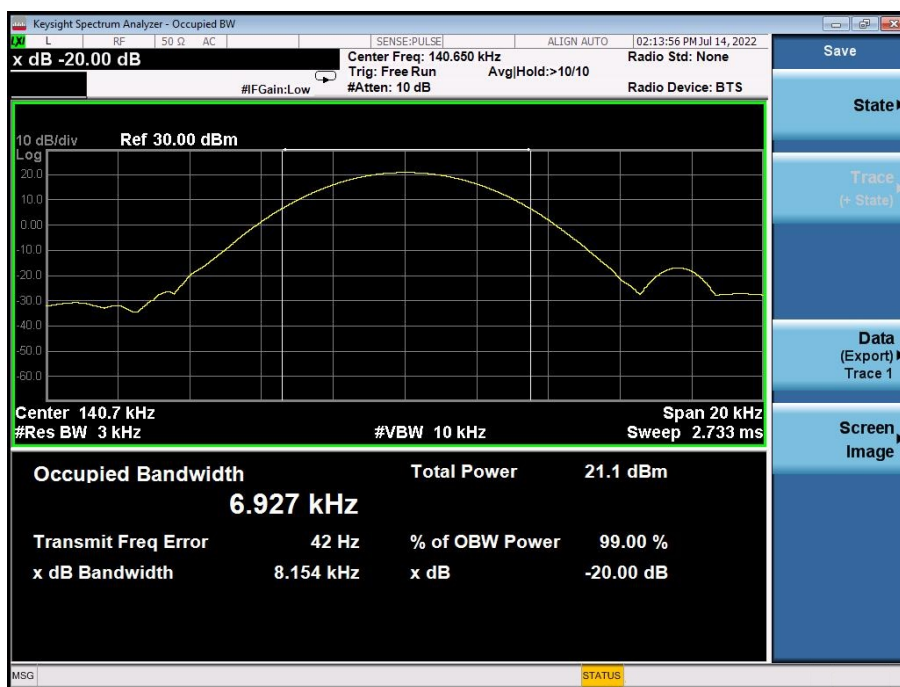 Keysight Spectrum Analyzer - Occupied BW
LXI L RF 50 Ω AC SENSE:PULSE ALIGN AUTO 02:13:56 PM Jul 14, 2022
x dB -20.00 dB
Center Freq: 140.650 kHz
Radio Std: None
Trig: Free Run Avg|Hold:>10/10
#IFGain:Low #Atten: 10 dB Radio Device: BTS
10 dB/div Ref 30.00 dBm
Log
20.0
10.0
0.00
-10.0
-20.0
-30.0
-40.0
-50.0
-60.0
Center 140.7 kHz Span 20 kHz
#Res BW 3 kHz #VBW 10 kHz Sweep 2.733 ms
Occupied Bandwidth Total Power 21.1 dBm
6.927 kHz
Transmit Freq Error 42 Hz % of OBW Power 99.00 %
x dB Bandwidth 8.154 kHz x dB -20.00 dB
MSG STATUS
Save
State
Trace
(+ State)
Data
(Export)
Trace 1
Screen
Image